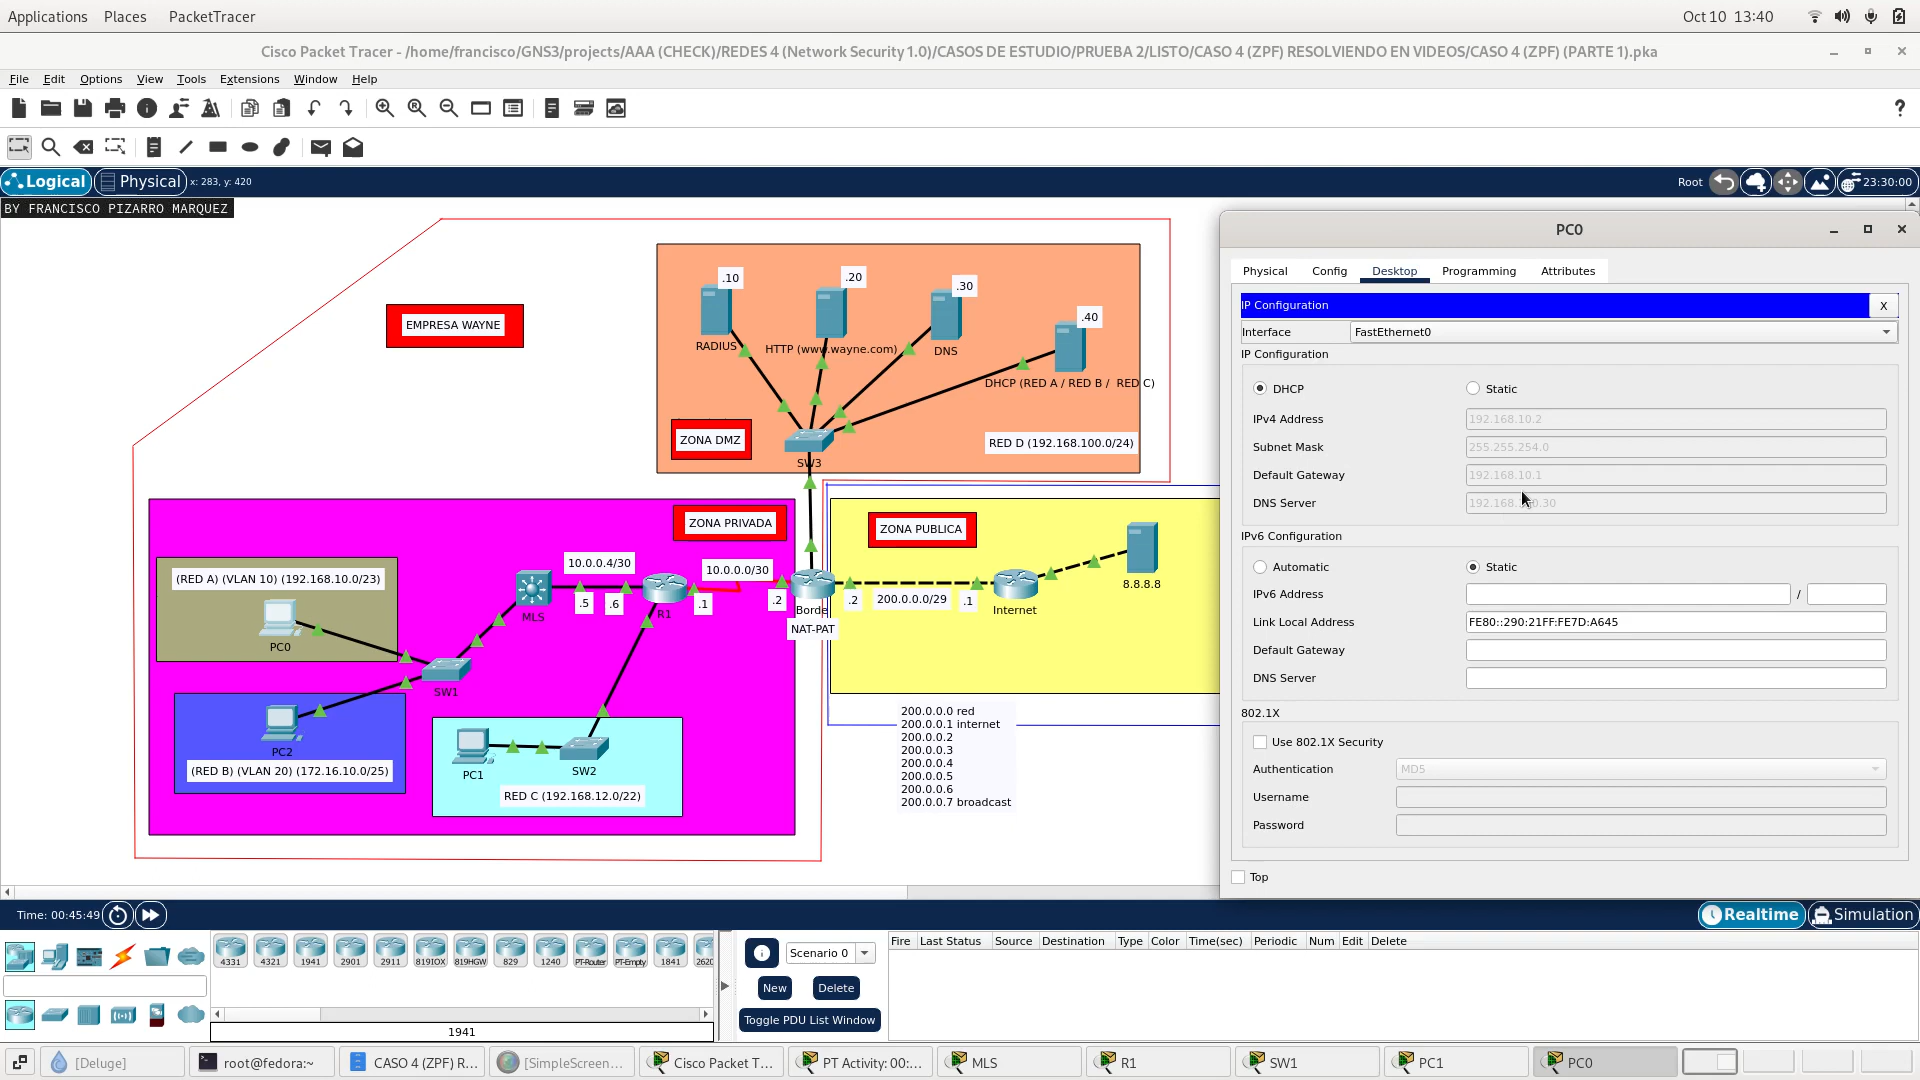 Applications Places PacketTracer
Oct 10 13:40
Cisco Packet Tracer - /home/francisco/GNS3/projects/AAA (CHECK)/REDES 4 (Network Security 1.0)/CASOS DE ESTUDIO/PRUEBA 2/LISTO/CASO 4 (ZPF) RESOLVIENDO EN VIDEOS/CASO 4 (ZPF) (PARTE 1).pka
File Edit Options View Tools Extensions Window Help
Logical Physical x: 283, y: 420
Root 23:30:00
BY FRANCISCO PIZARRO MARQUEZ
EMPRESA WAYNE
.10
.20
.30
.40
RADIUS
HTTP (www.wayne.com)
DNS
DHCP (RED A / RED B / RED C)
ZONA DMZ
SW3
RED D (192.168.100.0/24)
ZONA PRIVADA
(RED A) (VLAN 10) (192.168.10.0/23)
PC0
MLS
10.0.0.4/30
.5
.6
R1
10.0.0.0/30
.1
.2
Borde
NAT-PAT
SW1
PC2
(RED B) (VLAN 20) (172.16.10.0/25)
PC1
SW2
RED C (192.168.12.0/22)
ZONA PUBLICA
.2
200.0.0.0/29
.1
Internet
8.8.8.8
200.0.0.0 red
200.0.0.1 internet
200.0.0.2
200.0.0.3
200.0.0.4
200.0.0.5
200.0.0.6
200.0.0.7 broadcast
PC0
Physical Config Desktop Programming Attributes
IP Configuration X
Interface FastEthernet0
IP Configuration
DHCP Static
IPv4 Address 192.168.10.2
Subnet Mask 255.255.254.0
Default Gateway 192.168.10.1
DNS Server
IPv6 Configuration
Automatic Static
IPv6 Address /
Link Local Address FE80::290:21FF:FE7D:A645
Default Gateway
DNS Server
802.1X
Use 802.1X Security
Authentication MD5
Username
Password
Top
Time: 00:45:49
Realtime Simulation
4331 4321 1941 2901 2911 819IOX 819HGW 829 1240 PT-Router PT-Empty 1841 2620
1941
Scenario 0
New Delete
Toggle PDU List Window
Fire Last Status Source Destination Type Color Time(sec) Periodic Num Edit Delete
[Deluge] root@fedora:~ CASO 4 (ZPF) R... [SimpleScreen... Cisco Packet T... PT Activity: 00:... MLS R1 SW1 PC1 PC0